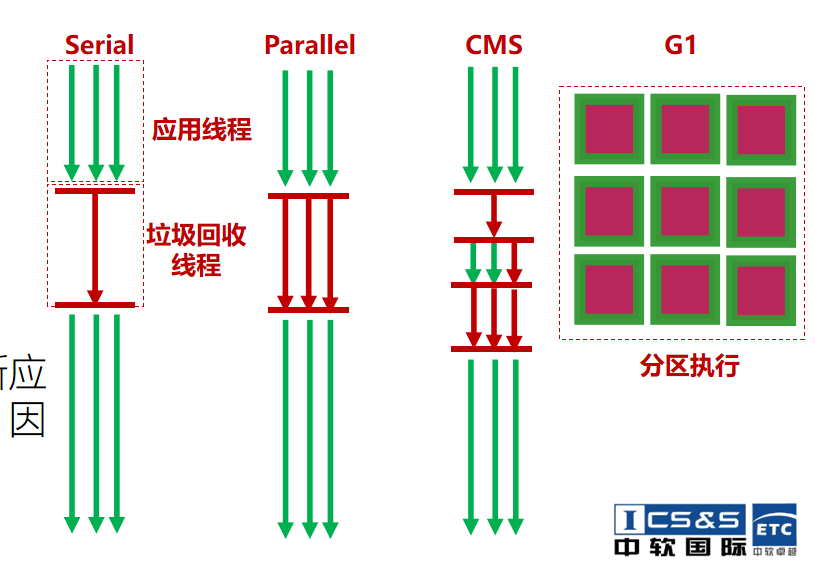 Serial
Parallel
CMS
G1
应用线程
垃圾回收
线程
应
因
分区执行
ICS&S
ETC
中软国际
中软卓越